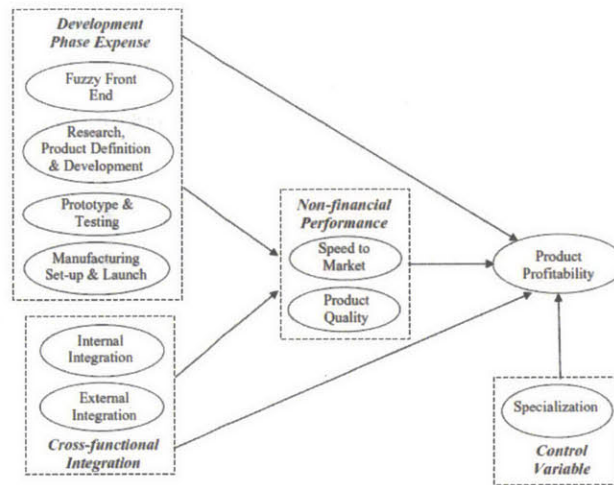 Development
Phase Expense
Fuzzy Front
End
Research,
Product Definition
& Development
Prototype &
Testing
Manufacturing
Set-up & Launch
Non-financial
Performance
Speed to
Market
Product
Quality
Product
Profitability
Internal
Integration
External
Integration
Cross-functional
Integration
Specialization
Control
Variable